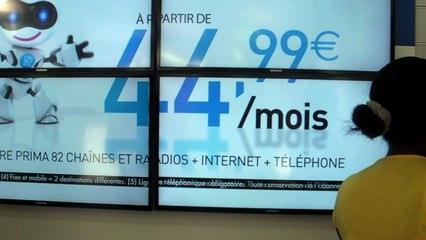 À PARTIR DE
44,99€
/mois
RE PRIMA 82 CHAÎNES ET RADIOS + INTERNET + TÉLÉPHONE
(4) Fixe et mobile = 2 destinations différentes. (5) Ligne téléphonique obligatoire. Toute conservation de l'abonne